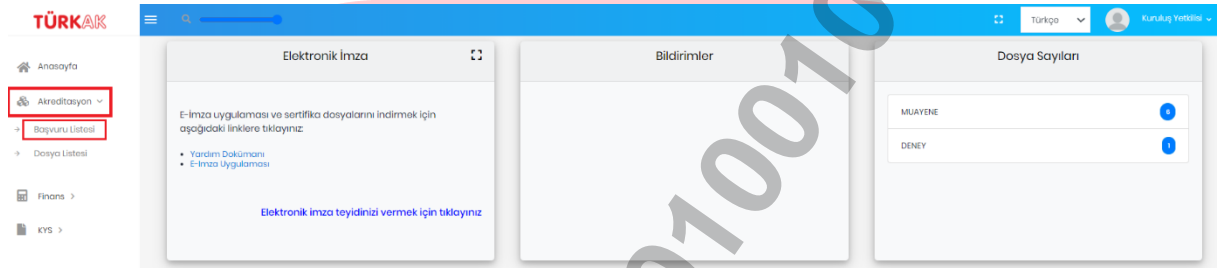 TÜRKAK
Türkçe
Kuruluş Yetkilisi
Anasayfa
Akreditasyon
Başvuru Listesi
Dosya Listesi
Finans
KYS
Elektronik İmza
E-İmza uygulaması ve sertifika dosyalarını indirmek için
aşağıdaki linklere tıklayınız:
Yardım Dokümanı
E-İmza Uygulaması
Elektronik imza teyidinizi vermek için tıklayınız
Bildirimler
Dosya Sayıları
MUAYENE 6
DENEY 1